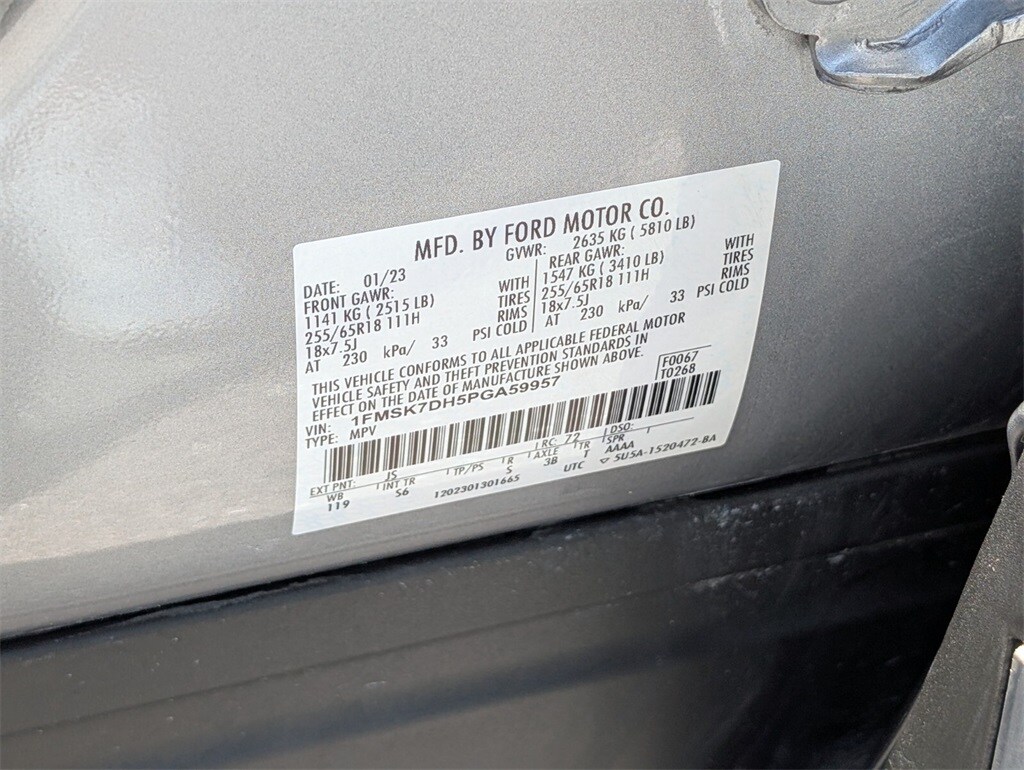 MFD. BY FORD MOTOR CO.
DATE: 01/23 GVWR: 2635 KG ( 5810 LB)
FRONT GAWR: REAR GAWR: WITH
1141 KG ( 2515 LB) WITH 1547 KG ( 3410 LB) TIRES
255/65R18 111H TIRES 255/65R18 111H RIMS
18x7.5J RIMS 18x7.5J PSI COLD
AT 230 kPa/ 33 PSI COLD AT 230 kPa/ 33
THIS VEHICLE CONFORMS TO ALL APPLICABLE FEDERAL MOTOR
VEHICLE SAFETY AND THEFT PREVENTION STANDARDS IN
EFFECT ON THE DATE OF MANUFACTURE SHOWN ABOVE.
F0067
T0268
VIN: 1FMSK7DH5PGA59957
TYPE: MPV
EXT PNT: JS RC: 72 DSO:
WB INT TR TP/PS R AXLE TR SPR
119 S6 S 3B I AAAA
1202301301665 UTC 5U5A-1520472-BA